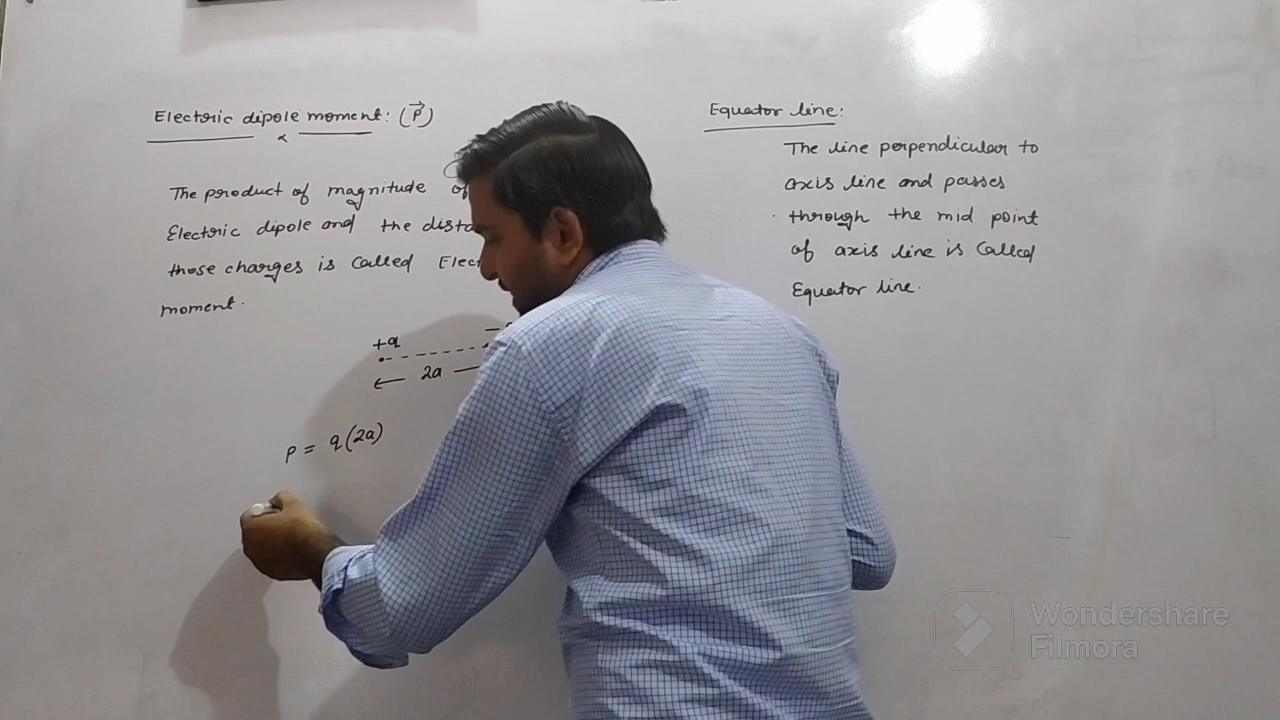 Electric dipole moment: (P⃗)
The product of magnitude of
Electric dipole and the dista
those charges is called Elec
moment.
+q
2a
P = q(2a)
Equator line:
The line perpendicular to
axis line and passes
through the mid point
of axis line is called
Equator line.
Wondershare
Filmora